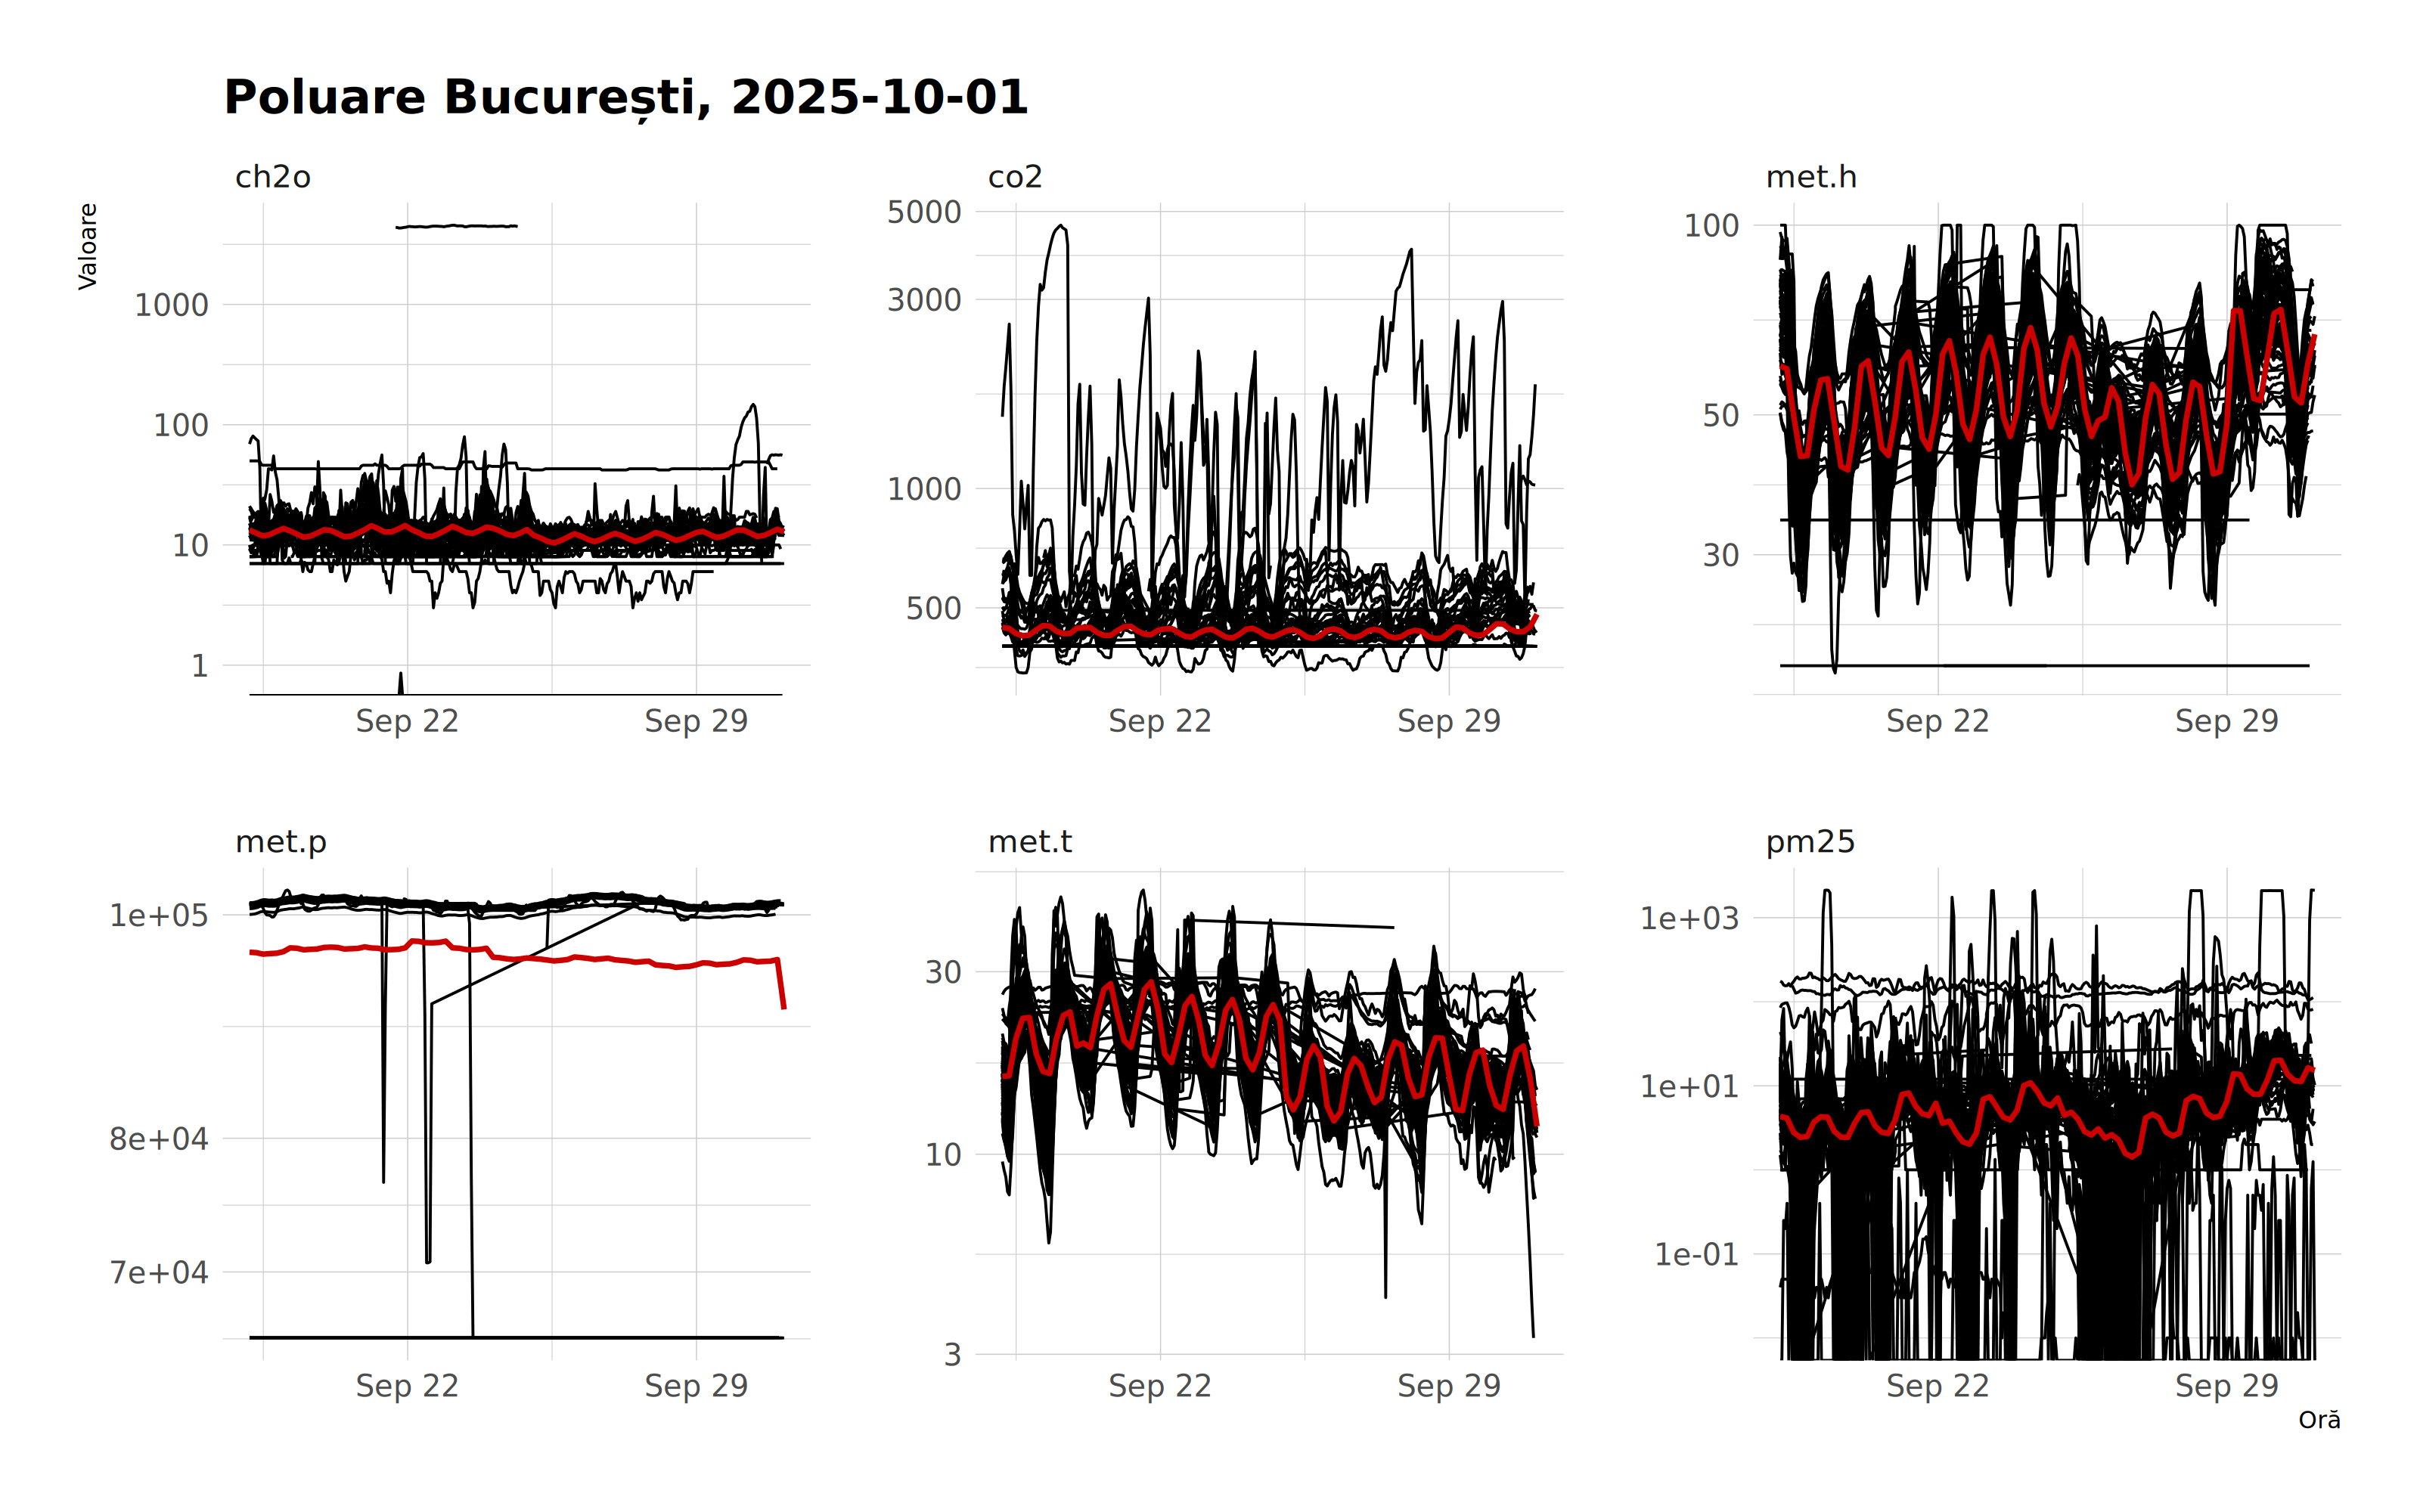 Poluare București, 2025-10-01
Valoare
ch2o
1000
100
10
1
Sep 22 Sep 29
co2
5000
3000
1000
500
Sep 22 Sep 29
met.h
100
50
30
Sep 22 Sep 29
met.p
1e+05
8e+04
7e+04
Sep 22 Sep 29
met.t
30
10
3
Sep 22 Sep 29
pm25
1e+03
1e+01
1e-01
Sep 22 Sep 29
Oră